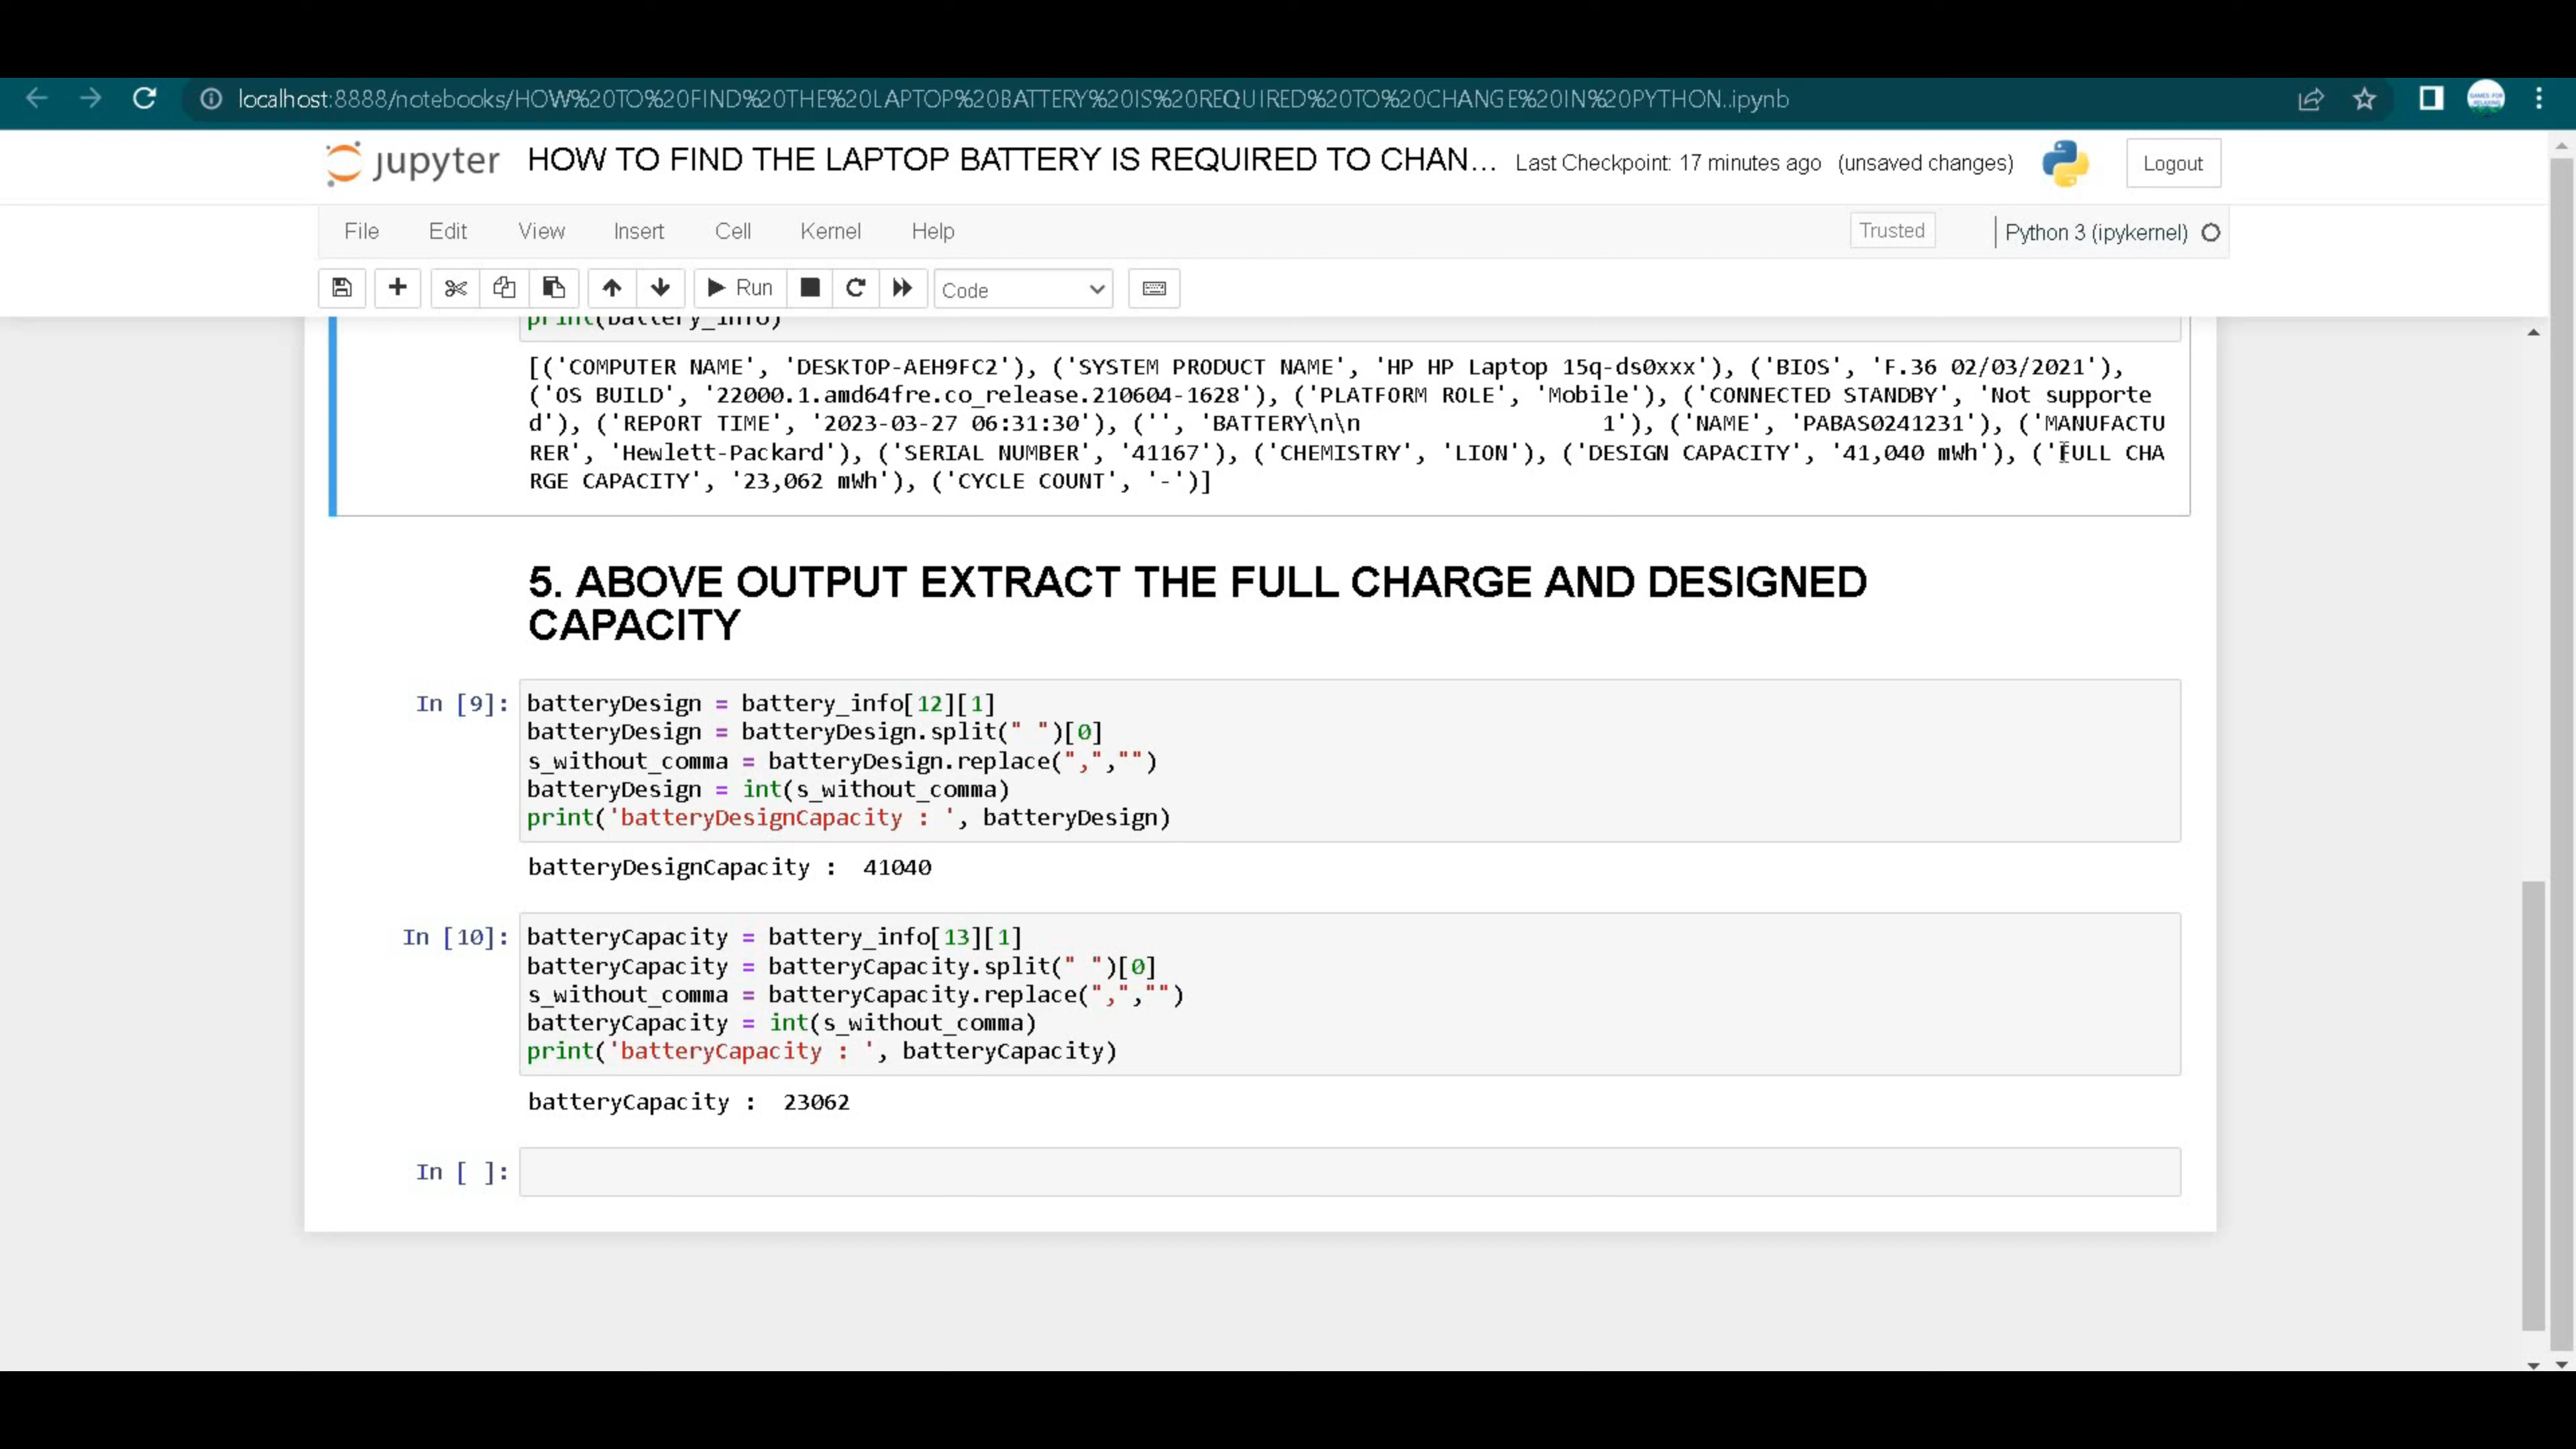 localhost:8888/notebooks/HOW%20TO%20FIND%20THE%20LAPTOP%20BATTERY%20IS%20REQUIRED%20TO%20CHANGE%20IN%20PYTHON..ipynb
jupyter HOW TO FIND THE LAPTOP BATTERY IS REQUIRED TO CHAN... Last Checkpoint: 17 minutes ago (unsaved changes) Logout
File Edit View Insert Cell Kernel Help Trusted Python 3 (ipykernel)
Run Code
print(battery_info)
[('COMPUTER NAME', 'DESKTOP-AEH9FC2'), ('SYSTEM PRODUCT NAME', 'HP HP Laptop 15q-ds0xxx'), ('BIOS', 'F.36 02/03/2021'),
('OS BUILD', '22000.1.amd64fre.co_release.210604-1628'), ('PLATFORM ROLE', 'Mobile'), ('CONNECTED STANDBY', 'Not supporte
d'), ('REPORT TIME', '2023-03-27 06:31:30'), ('', 'BATTERY\n\n                  1'), ('NAME', 'PABAS0241231'), ('MANUFACTU
RER', 'Hewlett-Packard'), ('SERIAL NUMBER', '41167'), ('CHEMISTRY', 'LION'), ('DESIGN CAPACITY', '41,040 mWh'), ('FULL CHA
RGE CAPACITY', '23,062 mWh'), ('CYCLE COUNT', '-')]
5. ABOVE OUTPUT EXTRACT THE FULL CHARGE AND DESIGNED
CAPACITY
In [9]: batteryDesign = battery_info[12][1]
batteryDesign = batteryDesign.split(" ")[0]
s_without_comma = batteryDesign.replace(",","")
batteryDesign = int(s_without_comma)
print('batteryDesignCapacity : ', batteryDesign)
batteryDesignCapacity :  41040
In [10]: batteryCapacity = battery_info[13][1]
batteryCapacity = batteryCapacity.split(" ")[0]
s_without_comma = batteryCapacity.replace(",","")
batteryCapacity = int(s_without_comma)
print('batteryCapacity : ', batteryCapacity)
batteryCapacity :  23062
In [ ]: